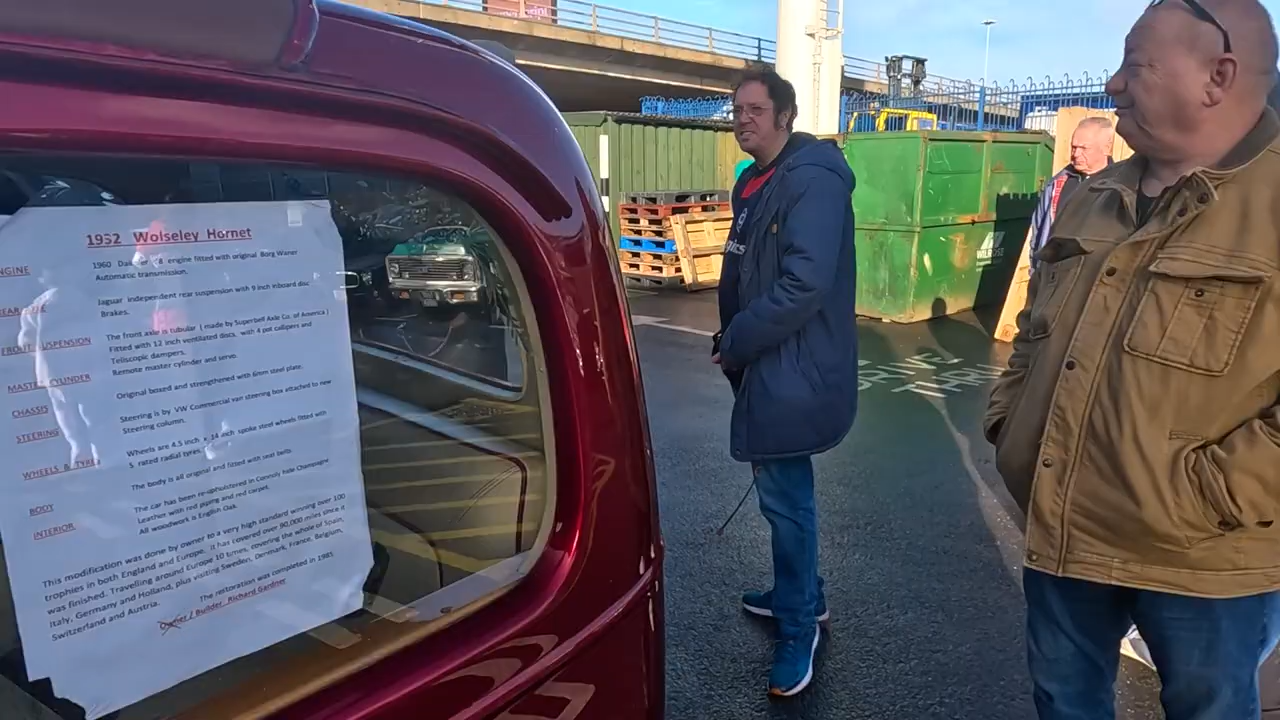 1932 Wolseley Hornet
ENGINE
1960 engine fitted with original Borg Waner
Automatic transmission.
Jaguar independent rear suspension with 9 inch inboard disc
Brakes.
SUSPENSION
The front axle is tubular ( made by Superbell Axle Co. of America )
Fitted with 12 inch ventilated discs, with 4 pot callipers and
Teliscopic dampers.
MASTER CYLINDER
Remote master cylinder and servo.
CHASSIS
Original boxed and strengthened with 6mm steel plate.
STEERING
Steering is by VW Commercial van steering box attached to new
Steering column.
WHEELS & TYRES
Wheels are 4.5 inch x 14 inch spoke steel wheels fitted with
S rated radial tyres.
BODY
The body is all original and fitted with seat belts
INTERIOR
The car has been re-upholstered in Connoly Hide Champagne
Leather with red piping and red carpet.
All woodwork is English Oak.
This modification was done by owner to a very high standard winning over 100
trophies in both England and Europe. It has covered over 90,000 miles since it
was finished. Travelling around Europe 10 times, covering the whole of Spain,
Italy, Germany and Holland, plus visiting Sweden, Denmark, France, Belgium,
Switzerland and Austria.
The restoration was completed in 1985
Owner / Builder Richard Gardner
WILROSE
DRIVE
THRU